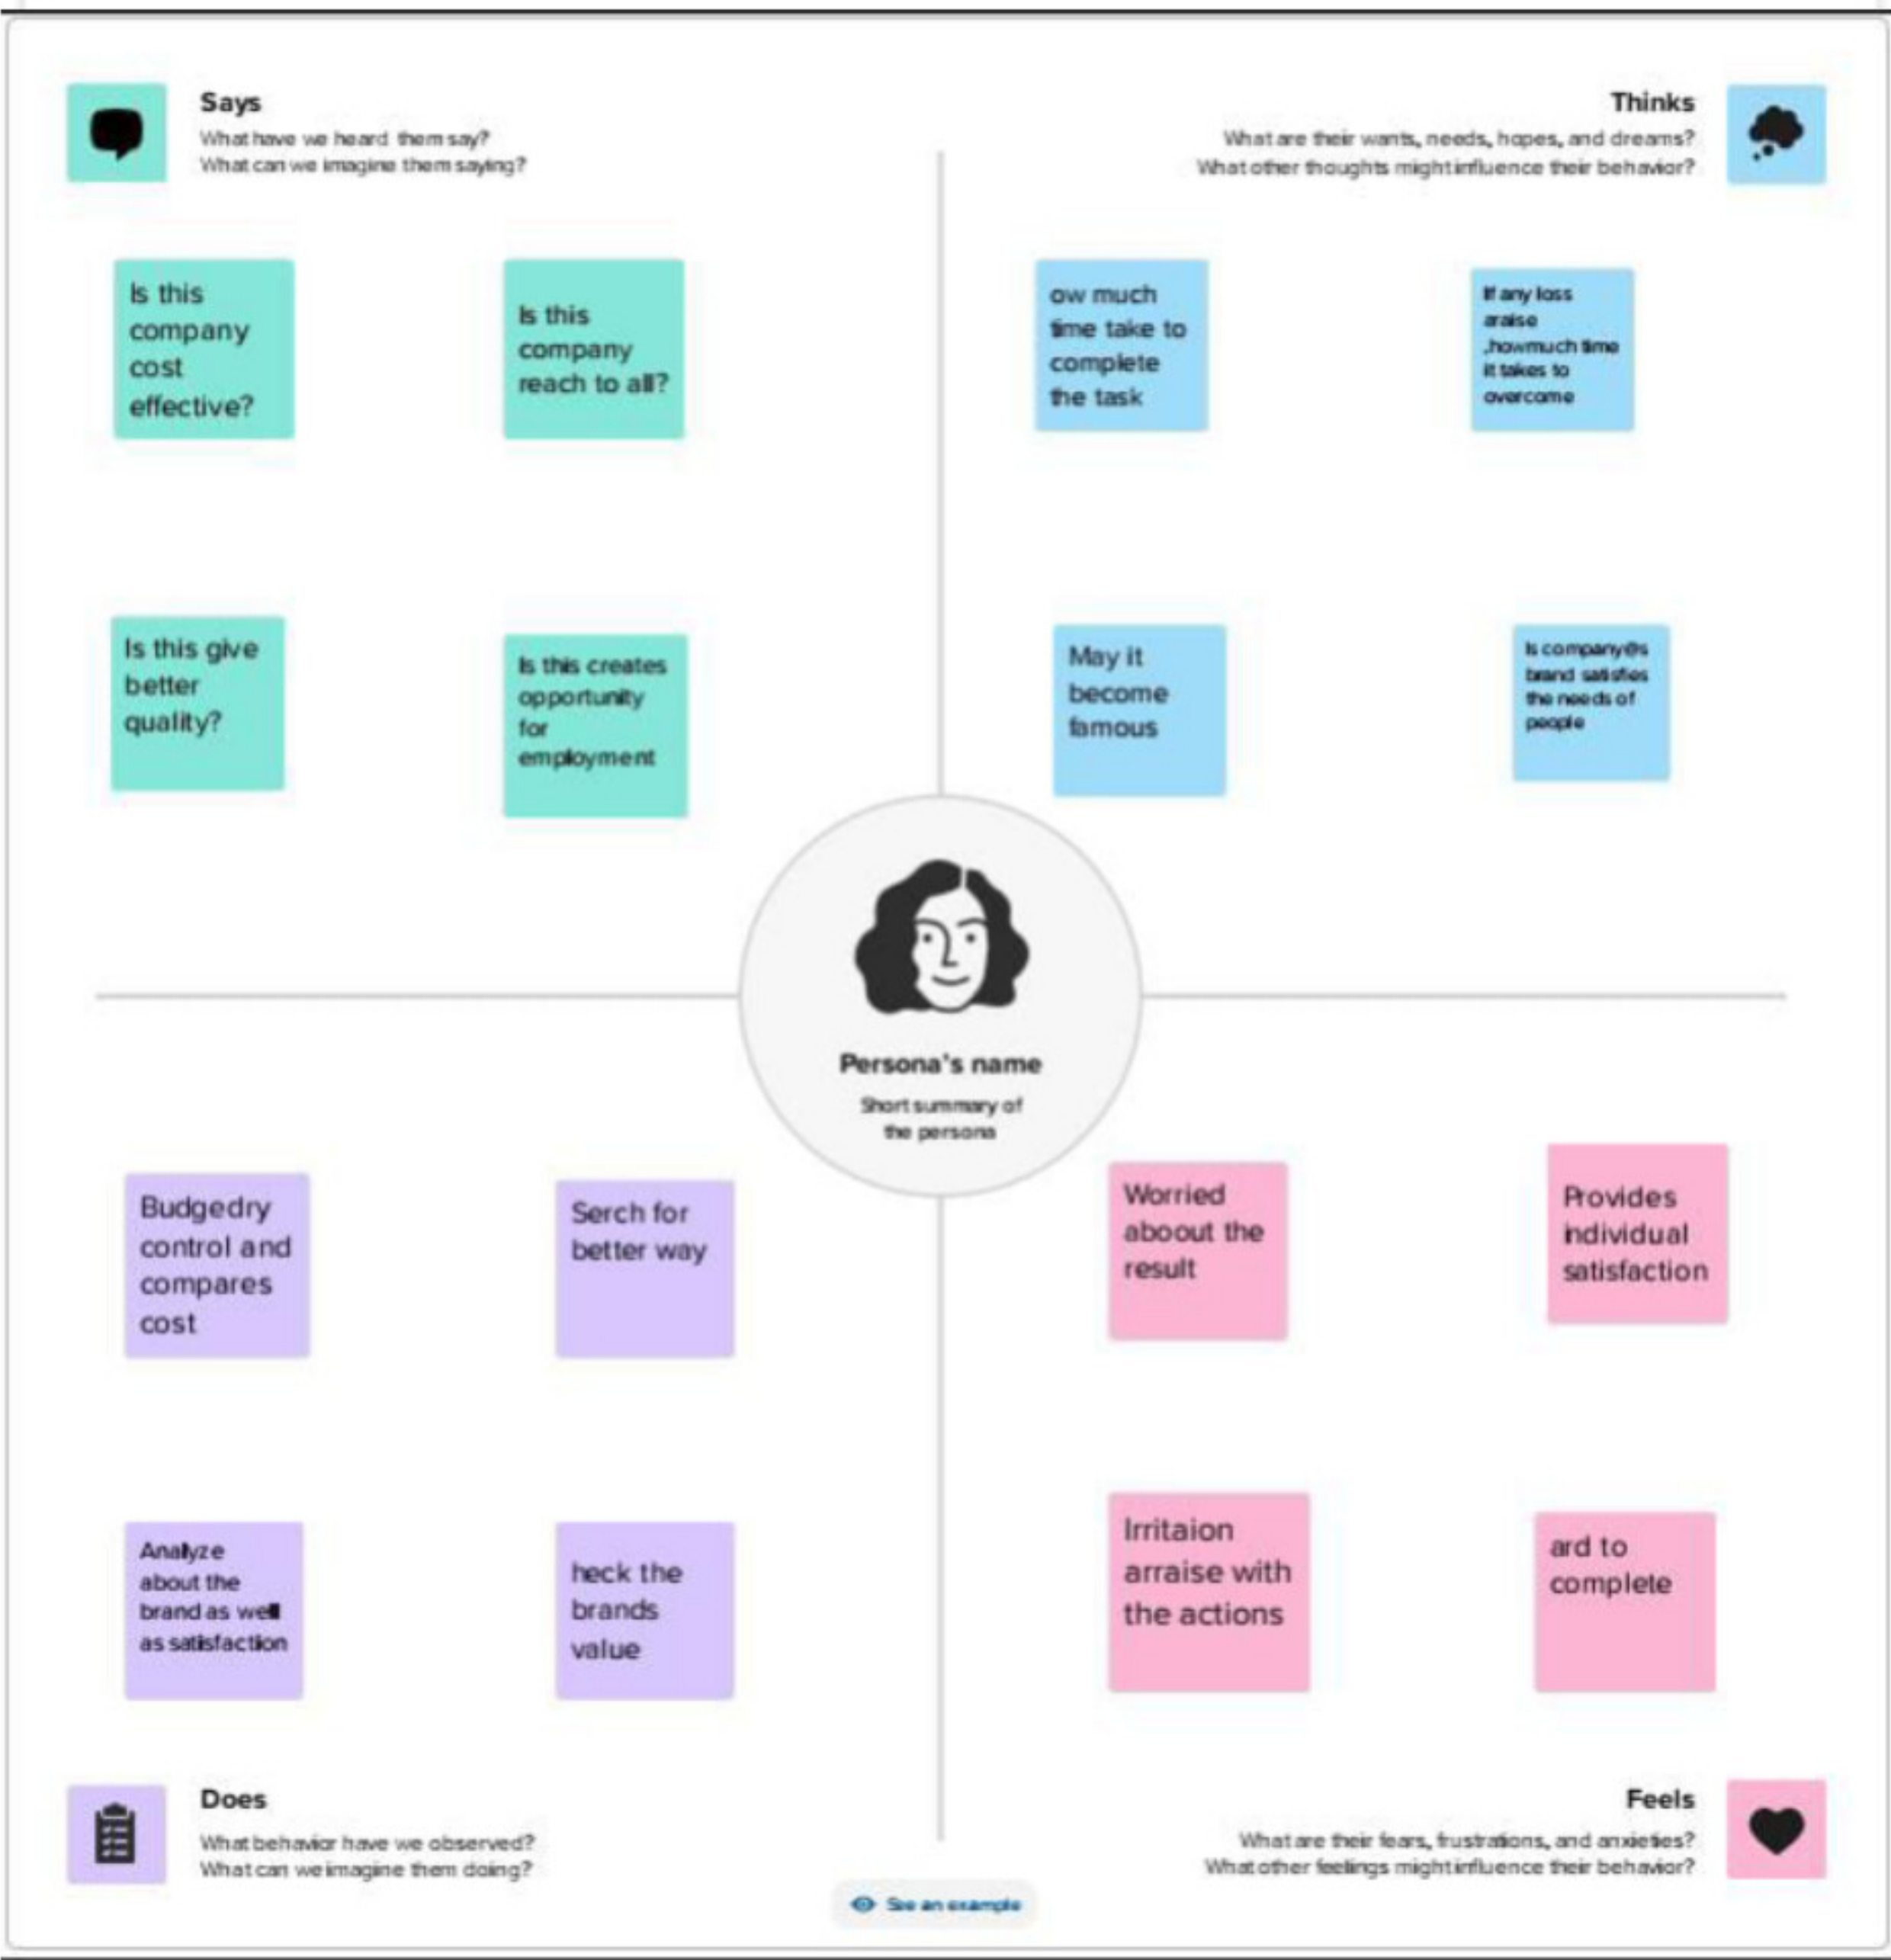 Says
What have we heard them say?
What can we imagine them saying?
Thinks
What are their wants, needs, hopes, and dreams?
What other thoughts might influence their behavior?
Is this
company
cost
effective?
Is this
company
reach to all?
ow much
time take to
complete
the task
If any loss
araise
,howmuch time
it takes to
overcome
Is this give
better
quality?
Is this creates
opportunity
for
employment
May it
become
famous
Is company@s
brand satisfies
the needs of
people
Persona's name
Short summary of
the persona
Budgedry
control and
compares
cost
Serch for
better way
Worried
aboout the
result
Provides
individual
satisfaction
Analyze
about the
brand as well
as satisfaction
heck the
brands
value
Irritaion
arraise with
the actions
ard to
complete
Does
What behavior have we observed?
What can we imagine them doing?
Feels
What are their fears, frustrations, and anxieties?
What other feelings might influence their behavior?
See an example